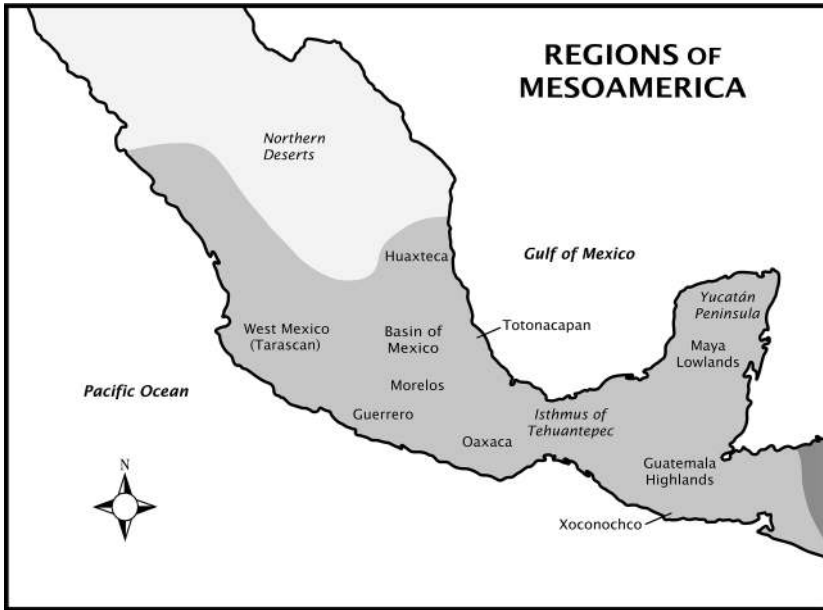 REGIONS OF
MESOAMERICA
Northern
Deserts
Huaxteca
Gulf of Mexico
Yucatán
Peninsula
West Mexico
(Tarascan)
Basin of
Mexico
Totonacapan
Maya
Lowlands
Pacific Ocean
Morelos
Guerrero
Isthmus of
Tehuantepec
Oaxaca
Guatemala
Highlands
N
Xoconochco